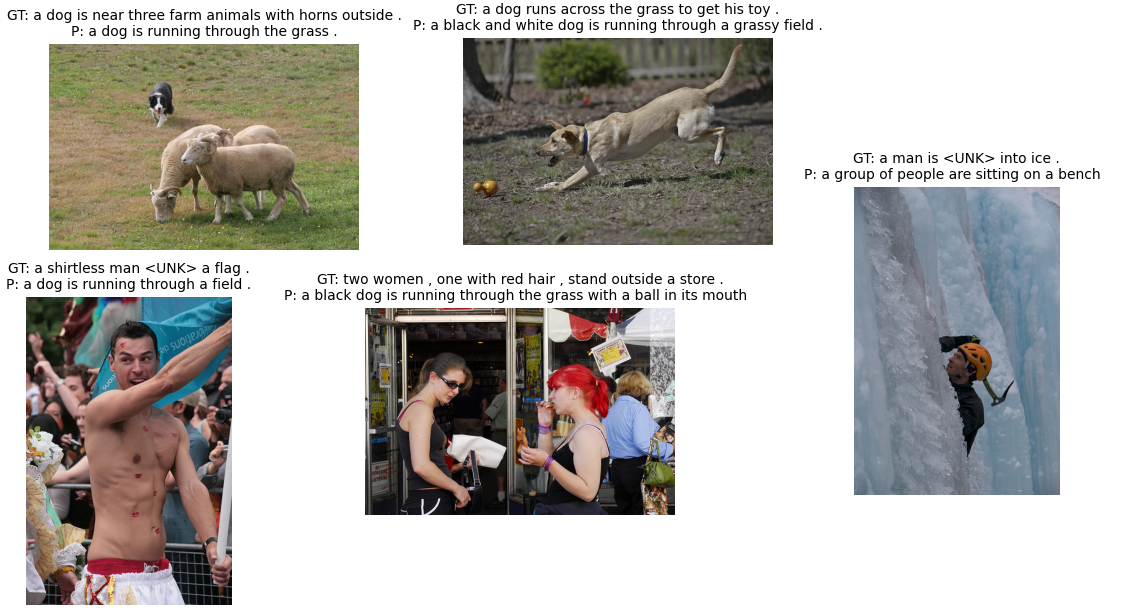 GT: a dog is near three farm animals with horns outside .
P: a dog is running through the grass .
GT: a dog runs across the grass to get his toy .
P: a black and white dog is running through a grassy field .
GT: a man is <UNK> into ice .
P: a group of people are sitting on a bench
GT: a shirtless man <UNK> a flag .
P: a dog is running through a field .
GT: two women , one with red hair , stand outside a store .
P: a black dog is running through the grass with a ball in its mouth